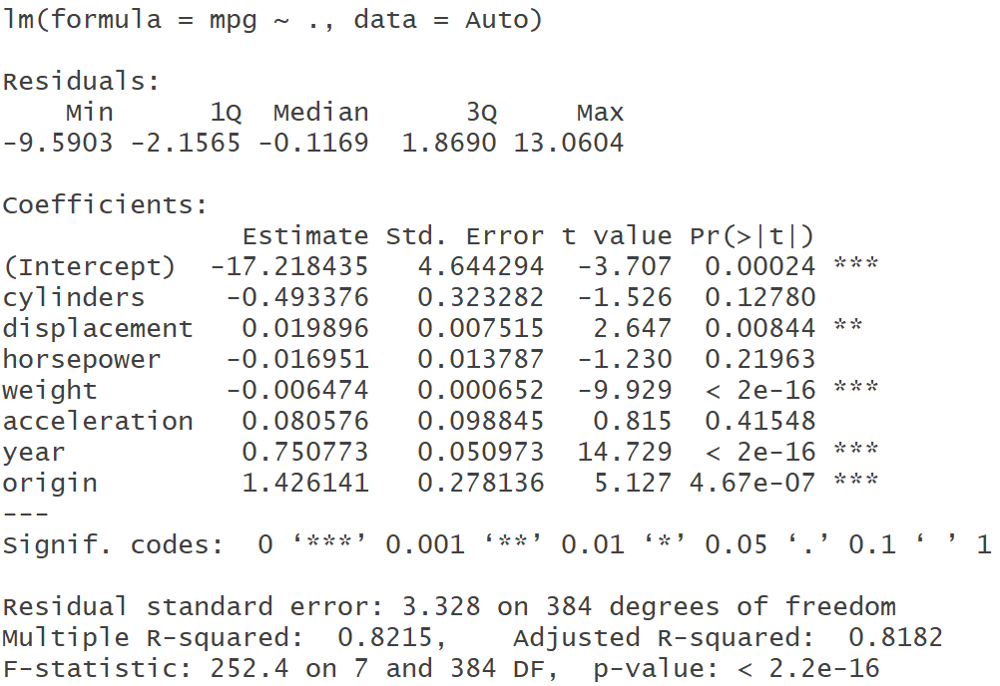 lm(formula = mpg ~ ., data = Auto)
Residuals:
    Min      1Q  Median      3Q     Max
-9.5903 -2.1565 -0.1169  1.8690 13.0604
Coefficients:
               Estimate Std. Error t value Pr(>|t|)
(Intercept)  -17.218435   4.644294  -3.707  0.00024 ***
cylinders     -0.493376   0.323282  -1.526  0.12780
displacement   0.019896   0.007515   2.647  0.00844 **
horsepower    -0.016951   0.013787  -1.230  0.21963
weight        -0.006474   0.000652  -9.929  < 2e-16 ***
acceleration   0.080576   0.098845   0.815  0.41548
year           0.750773   0.050973  14.729  < 2e-16 ***
origin         1.426141   0.278136   5.127 4.67e-07 ***
---
Signif. codes:  0 ‘***’ 0.001 ‘**’ 0.01 ‘*’ 0.05 ‘.’ 0.1 ‘ ’ 1
Residual standard error: 3.328 on 384 degrees of freedom
Multiple R-squared:  0.8215,    Adjusted R-squared:  0.8182
F-statistic: 252.4 on 7 and 384 DF,  p-value: < 2.2e-16